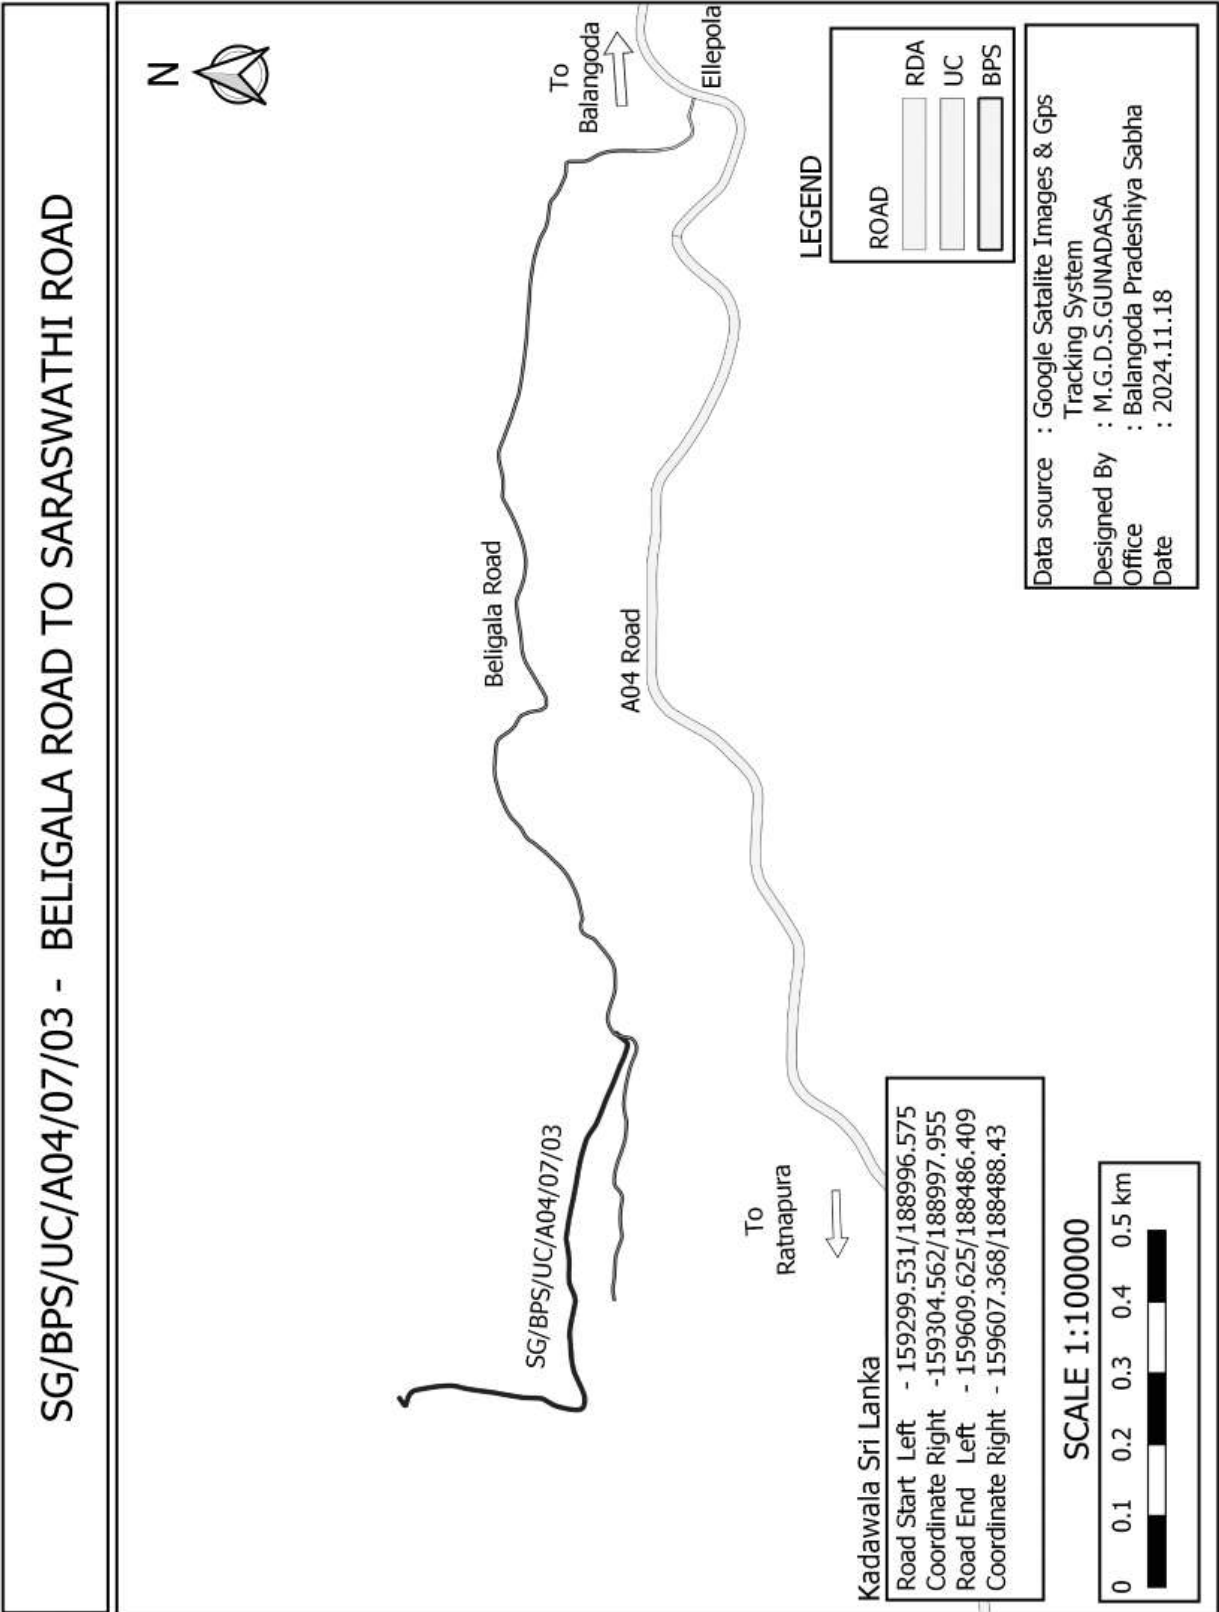 SG/BPS/UC/A04/07/03 - BELIGALA ROAD TO SARASWATHI ROAD
N
To
Balangoda
Ellepola
Beligala Road
A04 Road
SG/BPS/UC/A04/07/03
To
Ratnapura
LEGEND
ROAD
RDA
UC
BPS
Kadawala Sri Lanka
Road Start Left - 159299.531/188996.575
Coordinate Right -159304.562/188997.955
Road End Left - 159609.625/188486.409
Coordinate Right - 159607.368/188488.43
SCALE 1:100000
0 0.1 0.2 0.3 0.4 0.5 km
Data source : Google Satalite Images & Gps
Tracking System
Designed By : M.G.D.S.GUNADASA
Office : Balangoda Pradeshiya Sabha
Date : 2024.11.18